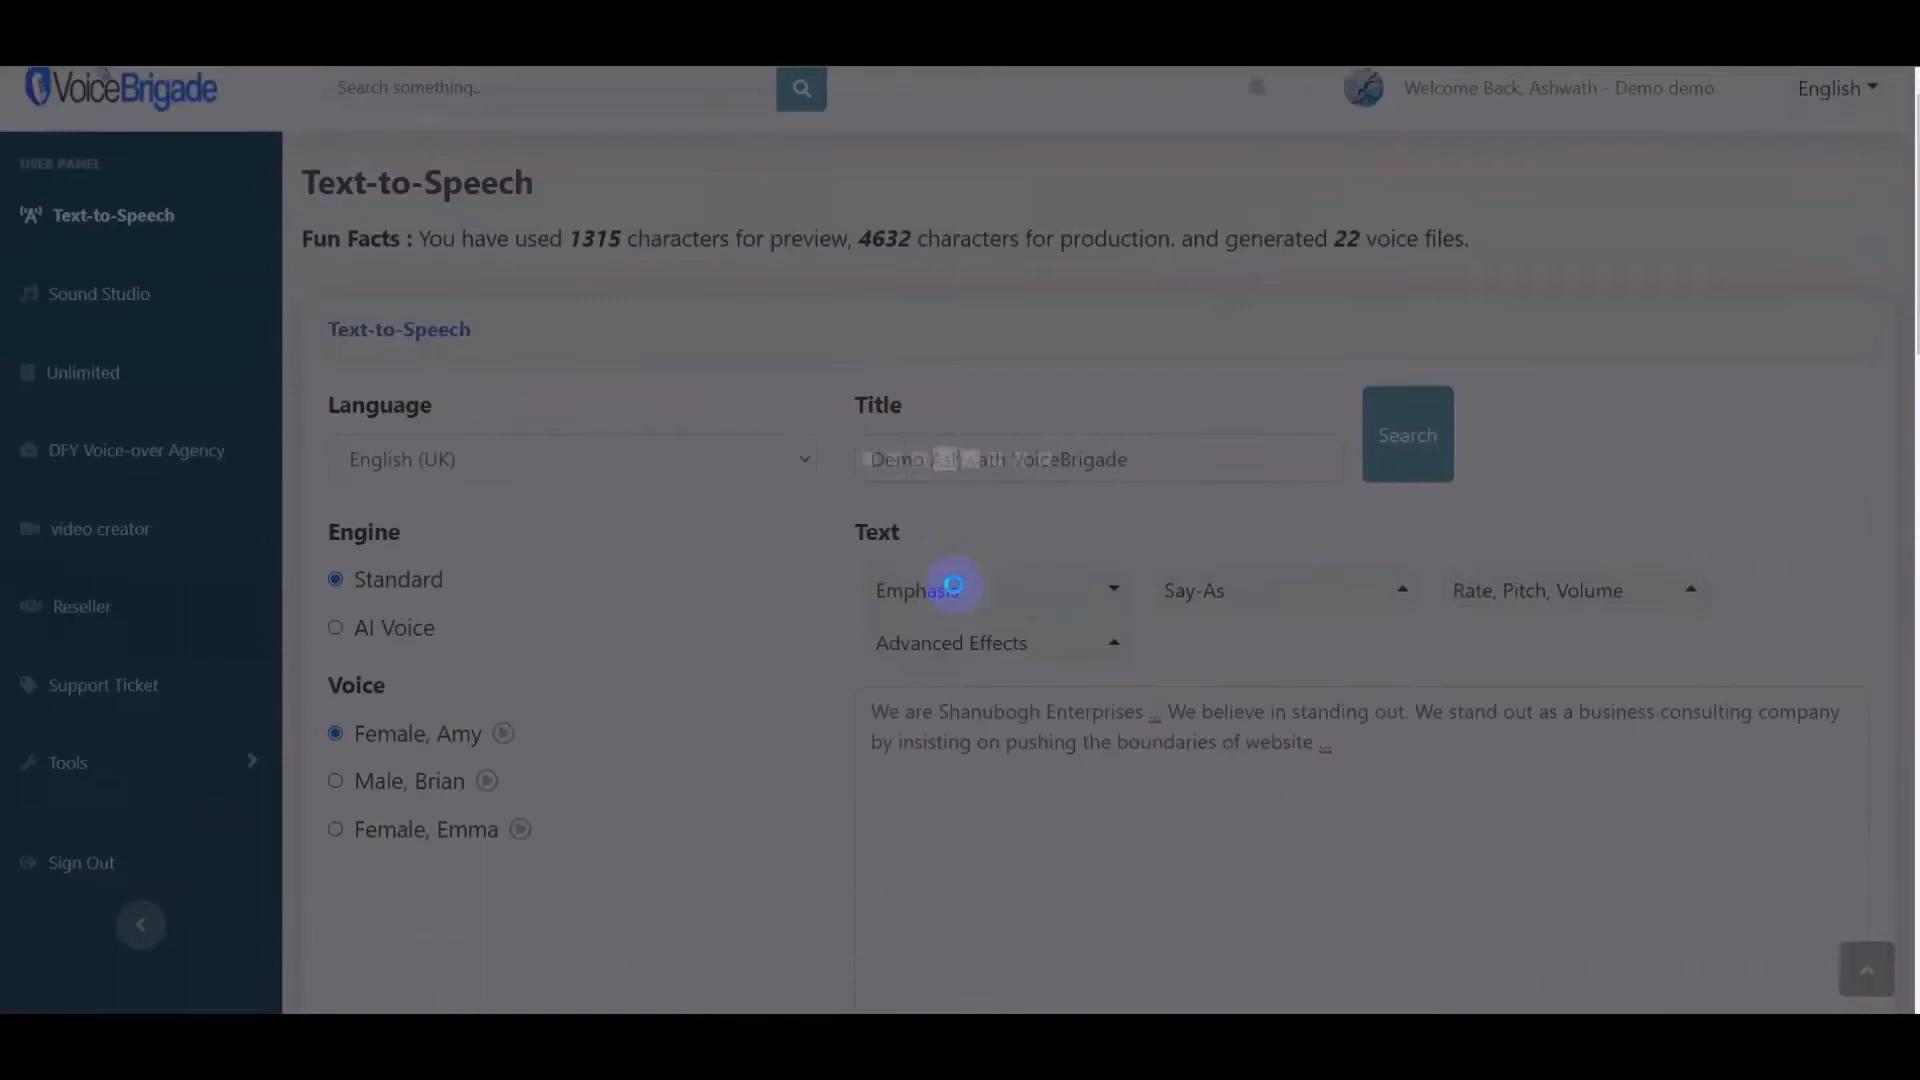 VoiceBrigade
Search something..
Welcome Back, Ashwath - Demo demo
English
USER PANEL
Text-to-Speech
Sound Studio
Unlimited
DFY Voice-over Agency
video creator
Reseller
Support Ticket
Tools
Sign Out
Text-to-Speech
Fun Facts : You have used 1315 characters for preview, 4632 characters for production. and generated 22 voice files.
Text-to-Speech
Language
English (UK)
Title
Demo Ashwath VoiceBrigade
Search
Engine
Standard
AI Voice
Voice
Female, Amy
Male, Brian
Female, Emma
Text
Emphasis
Say-As
Rate, Pitch, Volume
Advanced Effects
We are Shanubogh Enterprises ... We believe in standing out. We stand out as a business consulting company
by insisting on pushing the boundaries of website ...